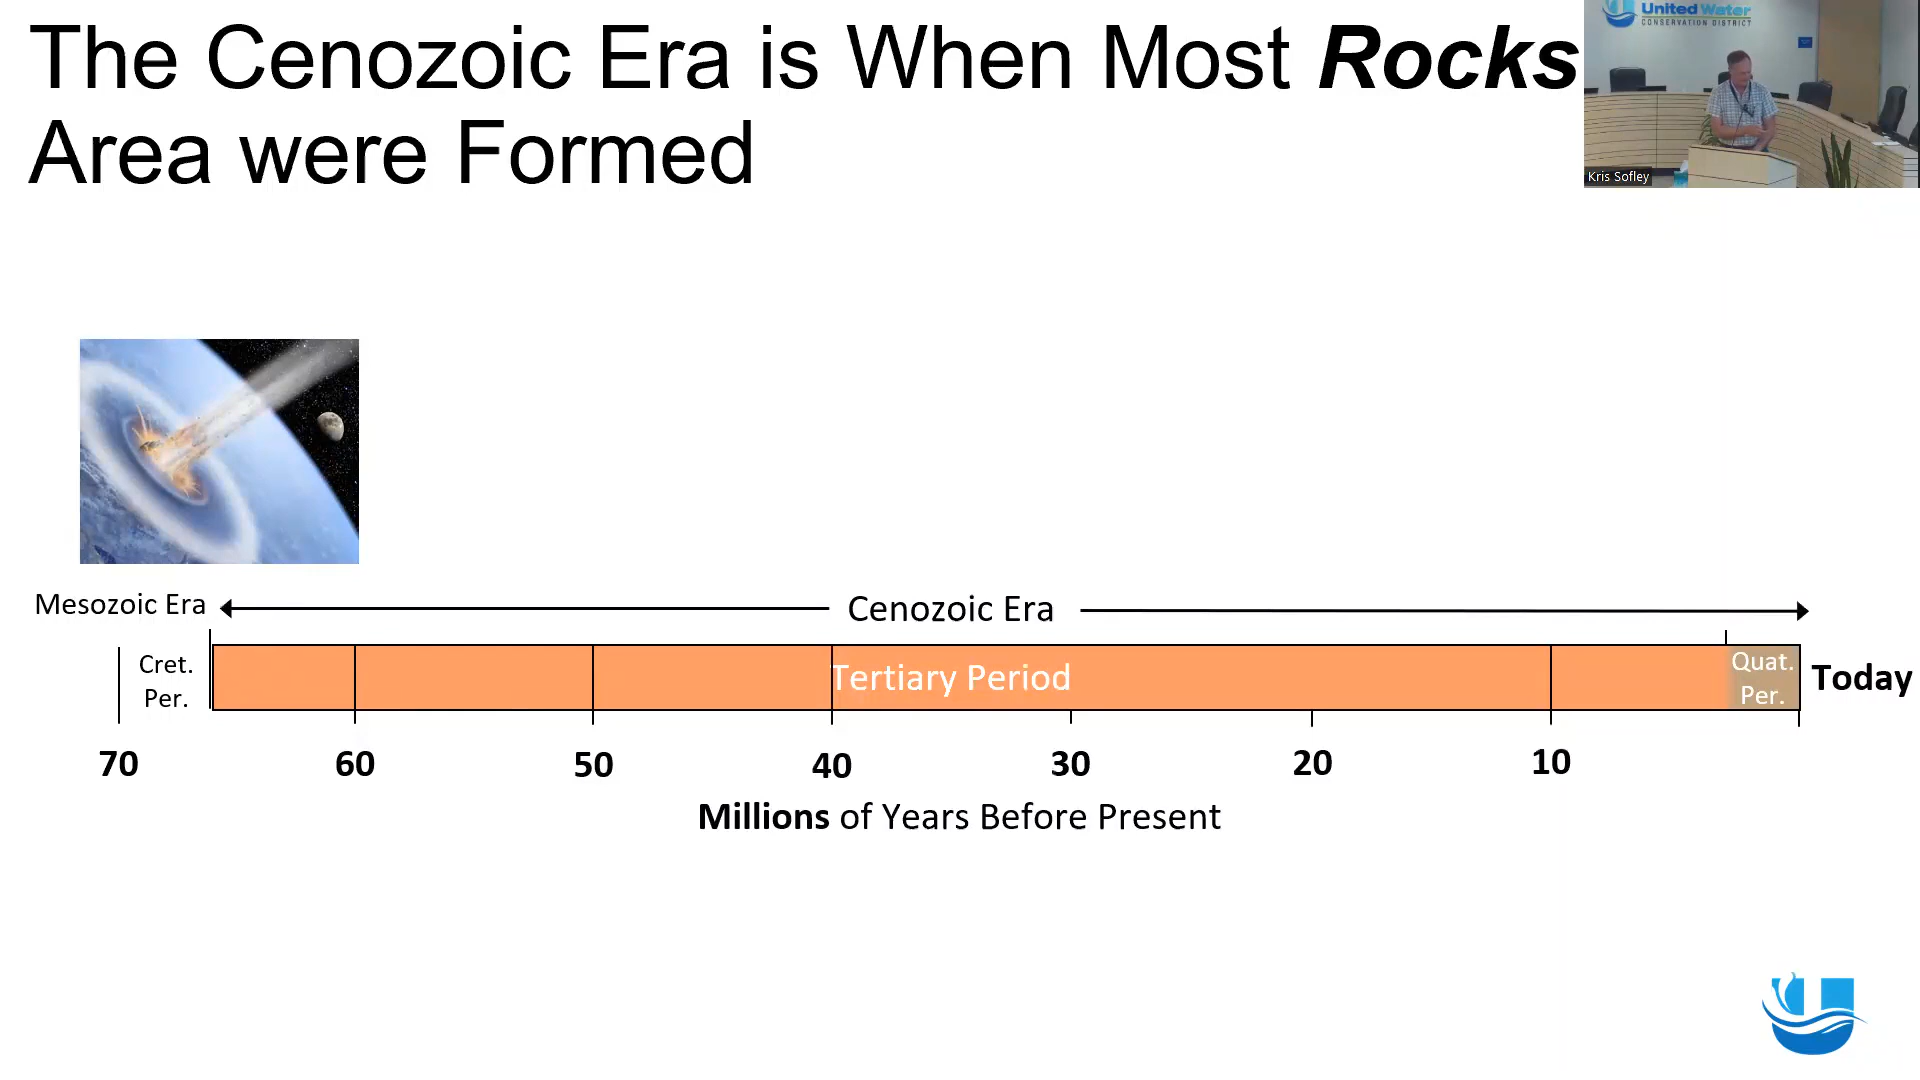 The Cenozoic Era is When Most Rocks
Area were Formed
United Water
CONSERVATION DISTRICT
Kris Sofley
Mesozoic Era
Cenozoic Era
Cret.
Per.
Tertiary Period
Quat.
Per.
Today
70 60 50 40 30 20 10
Millions of Years Before Present